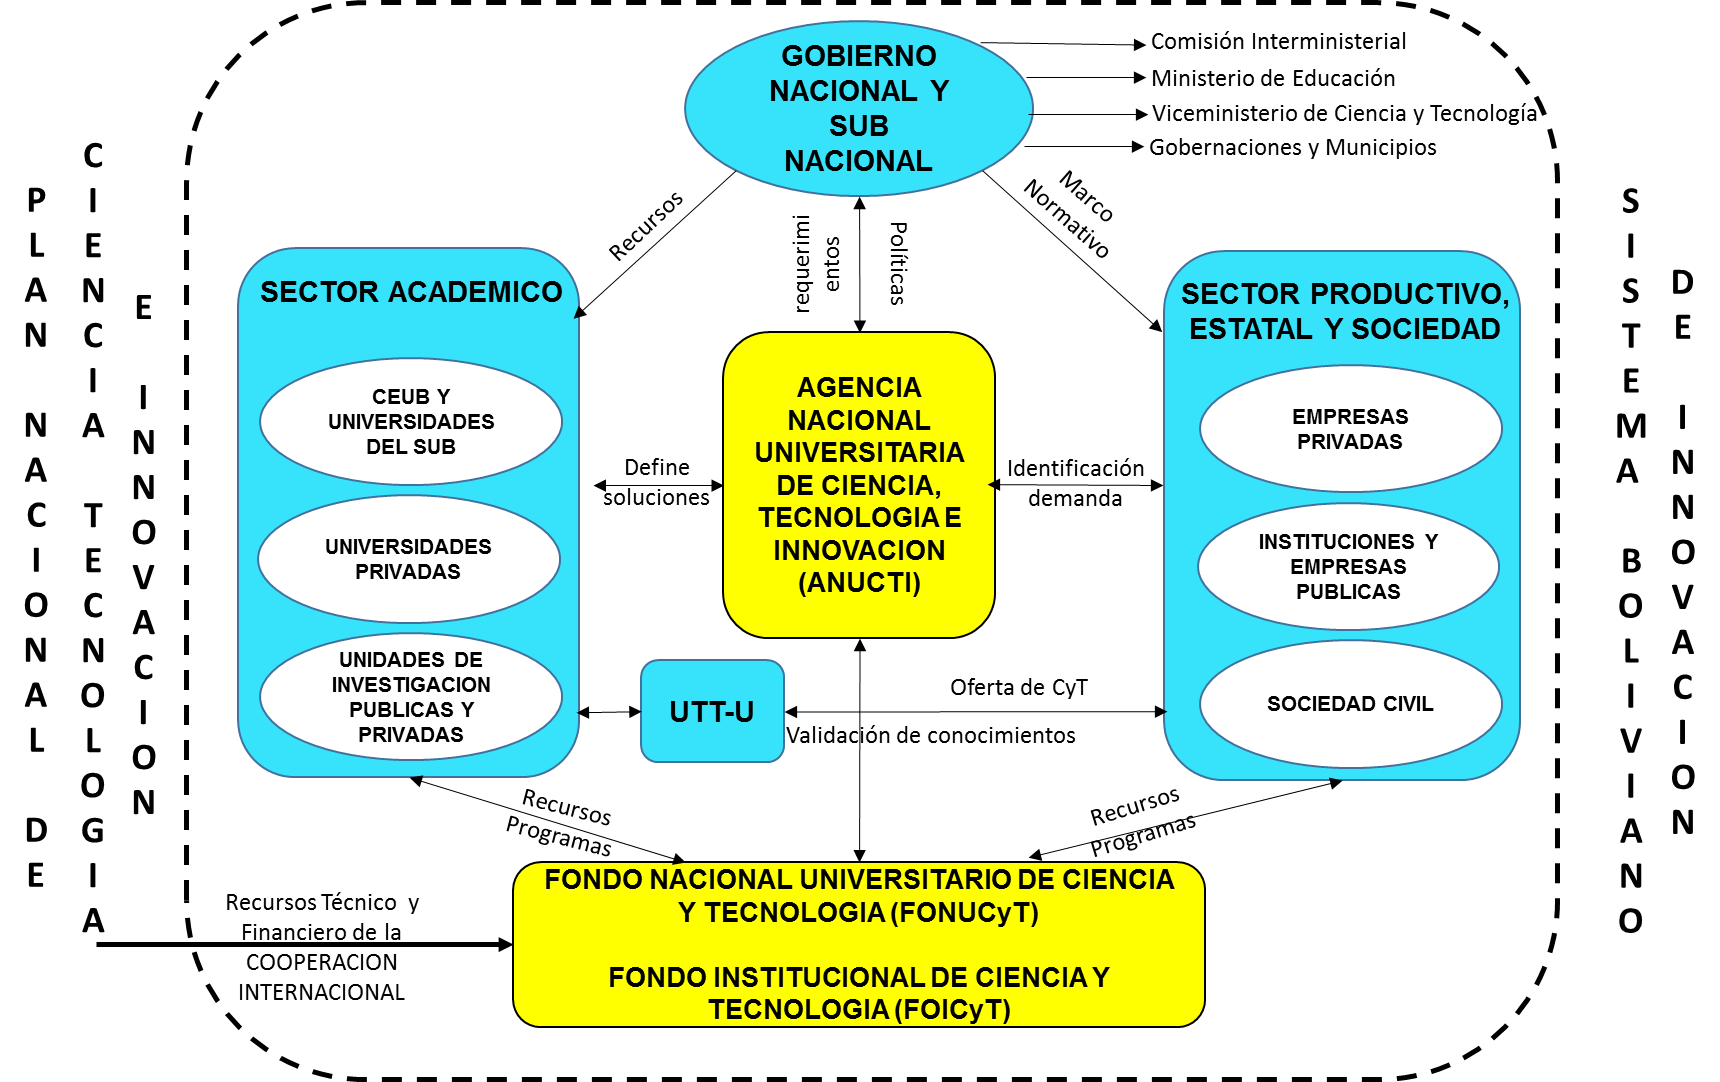 PLAN NACIONAL DE
CIENCIA TECNOLOGIA
E INNOVACION
GOBIERNO
NACIONAL Y
SUB
NACIONAL
Comisión Interministerial
Ministerio de Educación
Viceministerio de Ciencia y Tecnología
Gobernaciones y Municipios
Recursos
requerimi
entos
Políticas
Marco
Normativo
SECTOR ACADEMICO
CEUB Y
UNIVERSIDADES
DEL SUB
UNIVERSIDADES
PRIVADAS
UNIDADES DE
INVESTIGACION
PUBLICAS Y
PRIVADAS
Define
soluciones
AGENCIA
NACIONAL
UNIVERSITARIA
DE CIENCIA,
TECNOLOGIA E
INNOVACION
(ANUCTI)
Identificación
demanda
SECTOR PRODUCTIVO,
ESTATAL Y SOCIEDAD
EMPRESAS
PRIVADAS
INSTITUCIONES Y
EMPRESAS
PUBLICAS
SOCIEDAD CIVIL
UTT-U
Oferta de CyT
Validación de conocimientos
Recursos
Programas
Recursos
Programas
Recursos Técnico y
Financiero de la
COOPERACION
INTERNACIONAL
FONDO NACIONAL UNIVERSITARIO DE CIENCIA
Y TECNOLOGIA (FONUCyT)
FONDO INSTITUCIONAL DE CIENCIA Y
TECNOLOGIA (FOICyT)
SISTEMA BOLIVIANO
DE INNOVACION